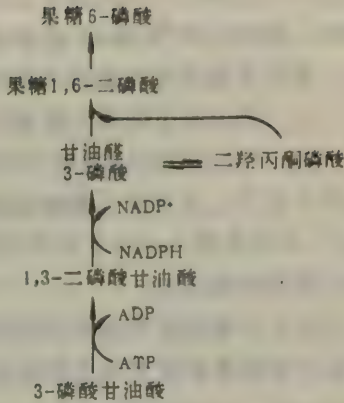 果糖6-磷酸
果糖1,6-二磷酸
甘油醛
3-磷酸
二羟丙酮磷酸
NADP+
NADPH
1,3-二磷酸甘油酸
ADP
ATP
3-磷酸甘油酸